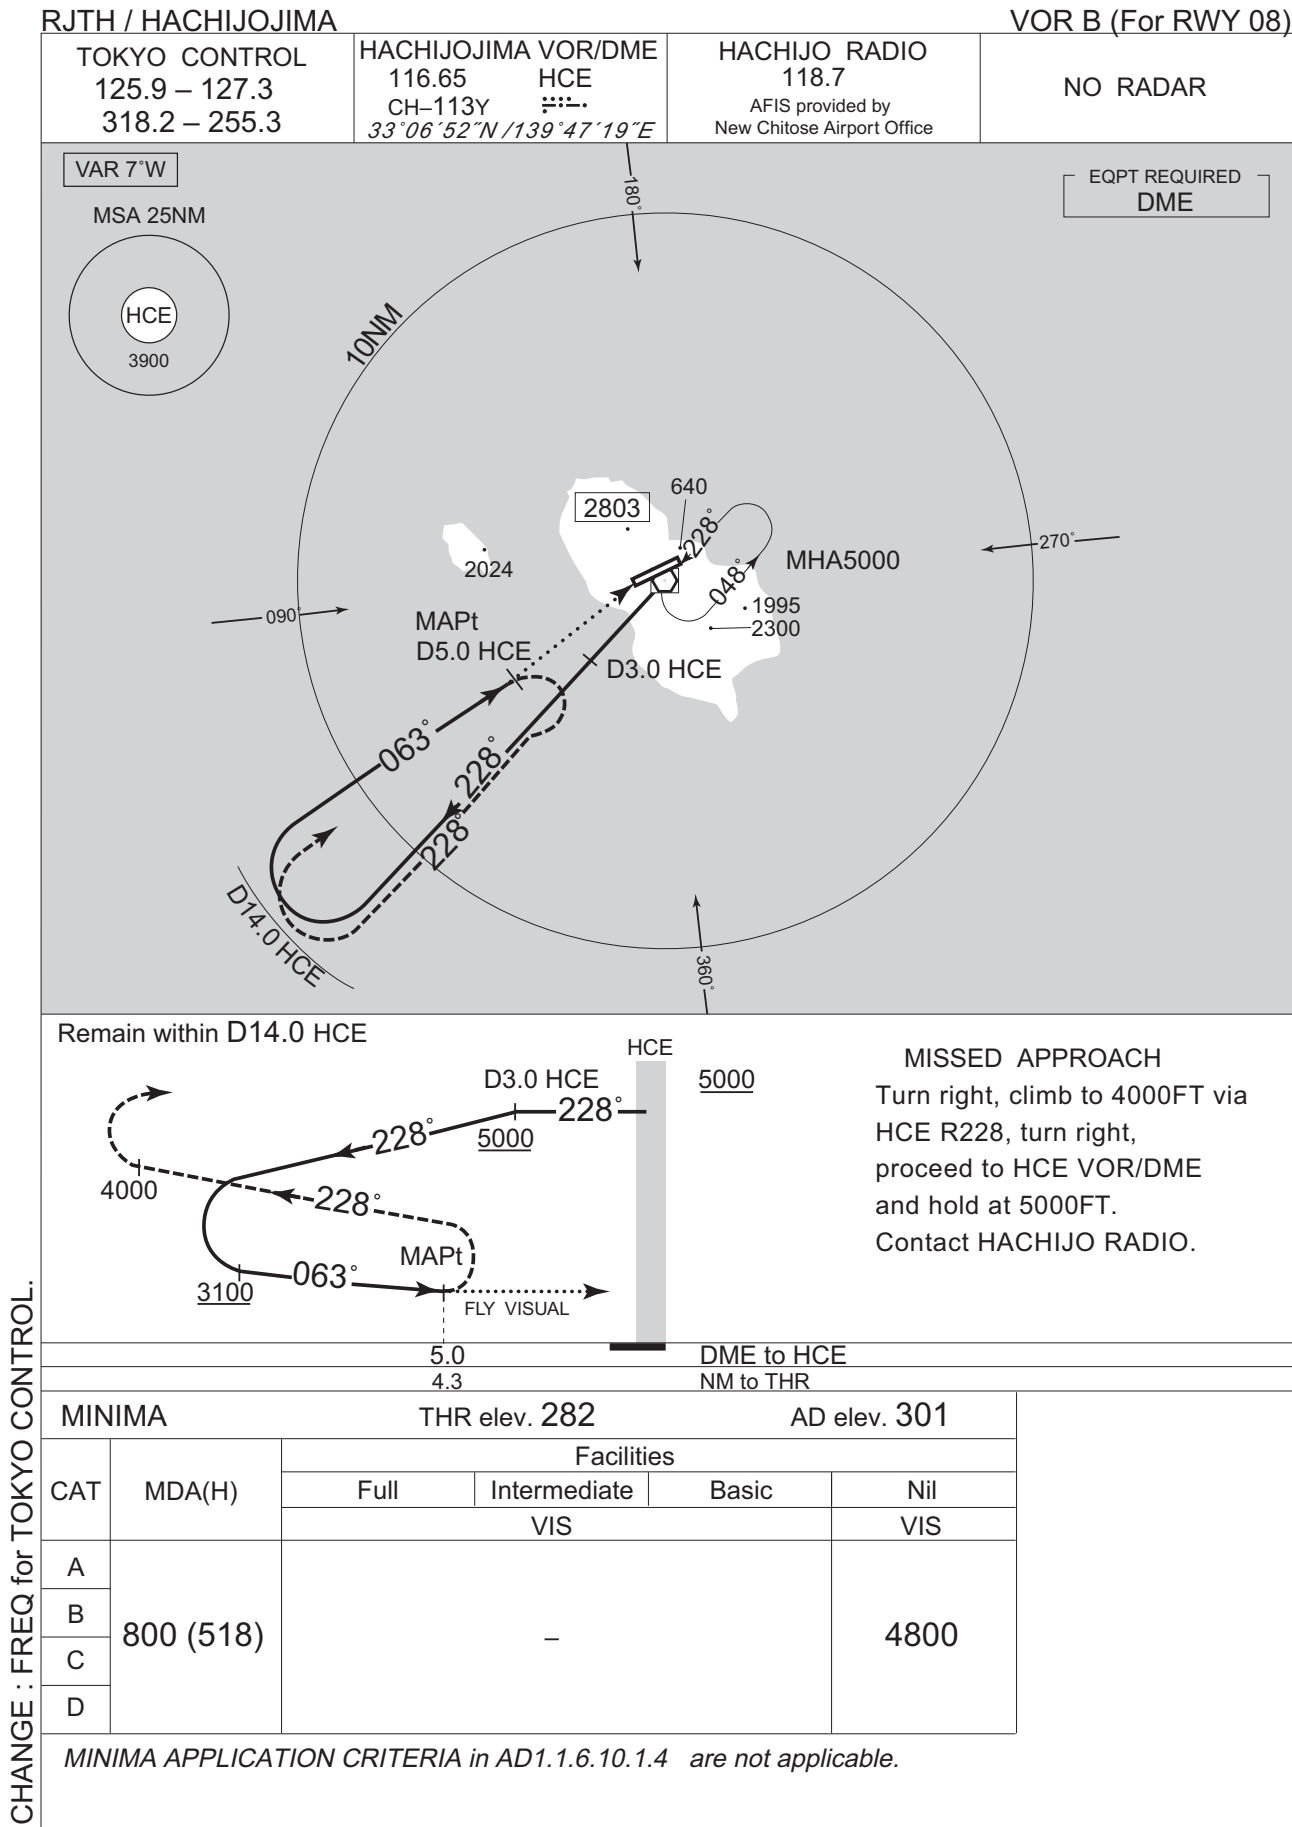 RJTH / HACHIJOJIMA
VOR B (For RWY 08)
TOKYO CONTROL
125.9 – 127.3
318.2 – 255.3
HACHIJOJIMA VOR/DME
116.65 HCE
CH–113Y
33°06′52″N /139°47′19″E
HACHIJO RADIO
118.7
AFIS provided by
New Chitose Airport Office
NO RADAR
VAR 7°W
MSA 25NM
HCE
3900
EQPT REQUIRED
DME
180°
10NM
2803
640
228°
270°
MHA5000
048°
2024
1995
2300
090°
MAPt
D5.0 HCE
D3.0 HCE
063°
228°
228°
D14.0 HCE
360°
Remain within D14.0 HCE
HCE
D3.0 HCE
5000
228°
228°
5000
4000
228°
MAPt
063°
3100
FLY VISUAL
MISSED APPROACH
Turn right, climb to 4000FT via
HCE R228, turn right,
proceed to HCE VOR/DME
and hold at 5000FT.
Contact HACHIJO RADIO.
5.0 DME to HCE
4.3 NM to THR
MINIMA THR elev. 282 AD elev. 301
CAT MDA(H) Facilities
Full Intermediate Basic Nil
VIS VIS
A
B
C
D
800 (518) – 4800
MINIMA APPLICATION CRITERIA in AD1.1.6.10.1.4 are not applicable.
CHANGE : FREQ for TOKYO CONTROL.